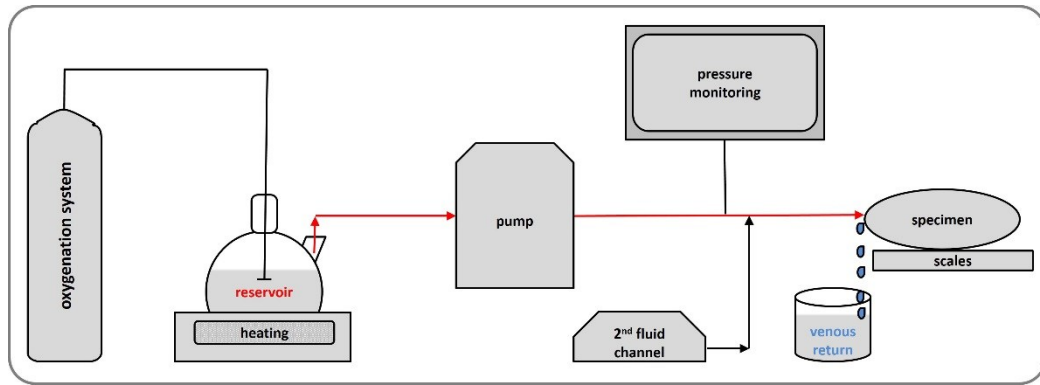 oxygenation system
reservoir
heating
pump
pressure
monitoring
2nd fluid
channel
specimen
scales
venous
return